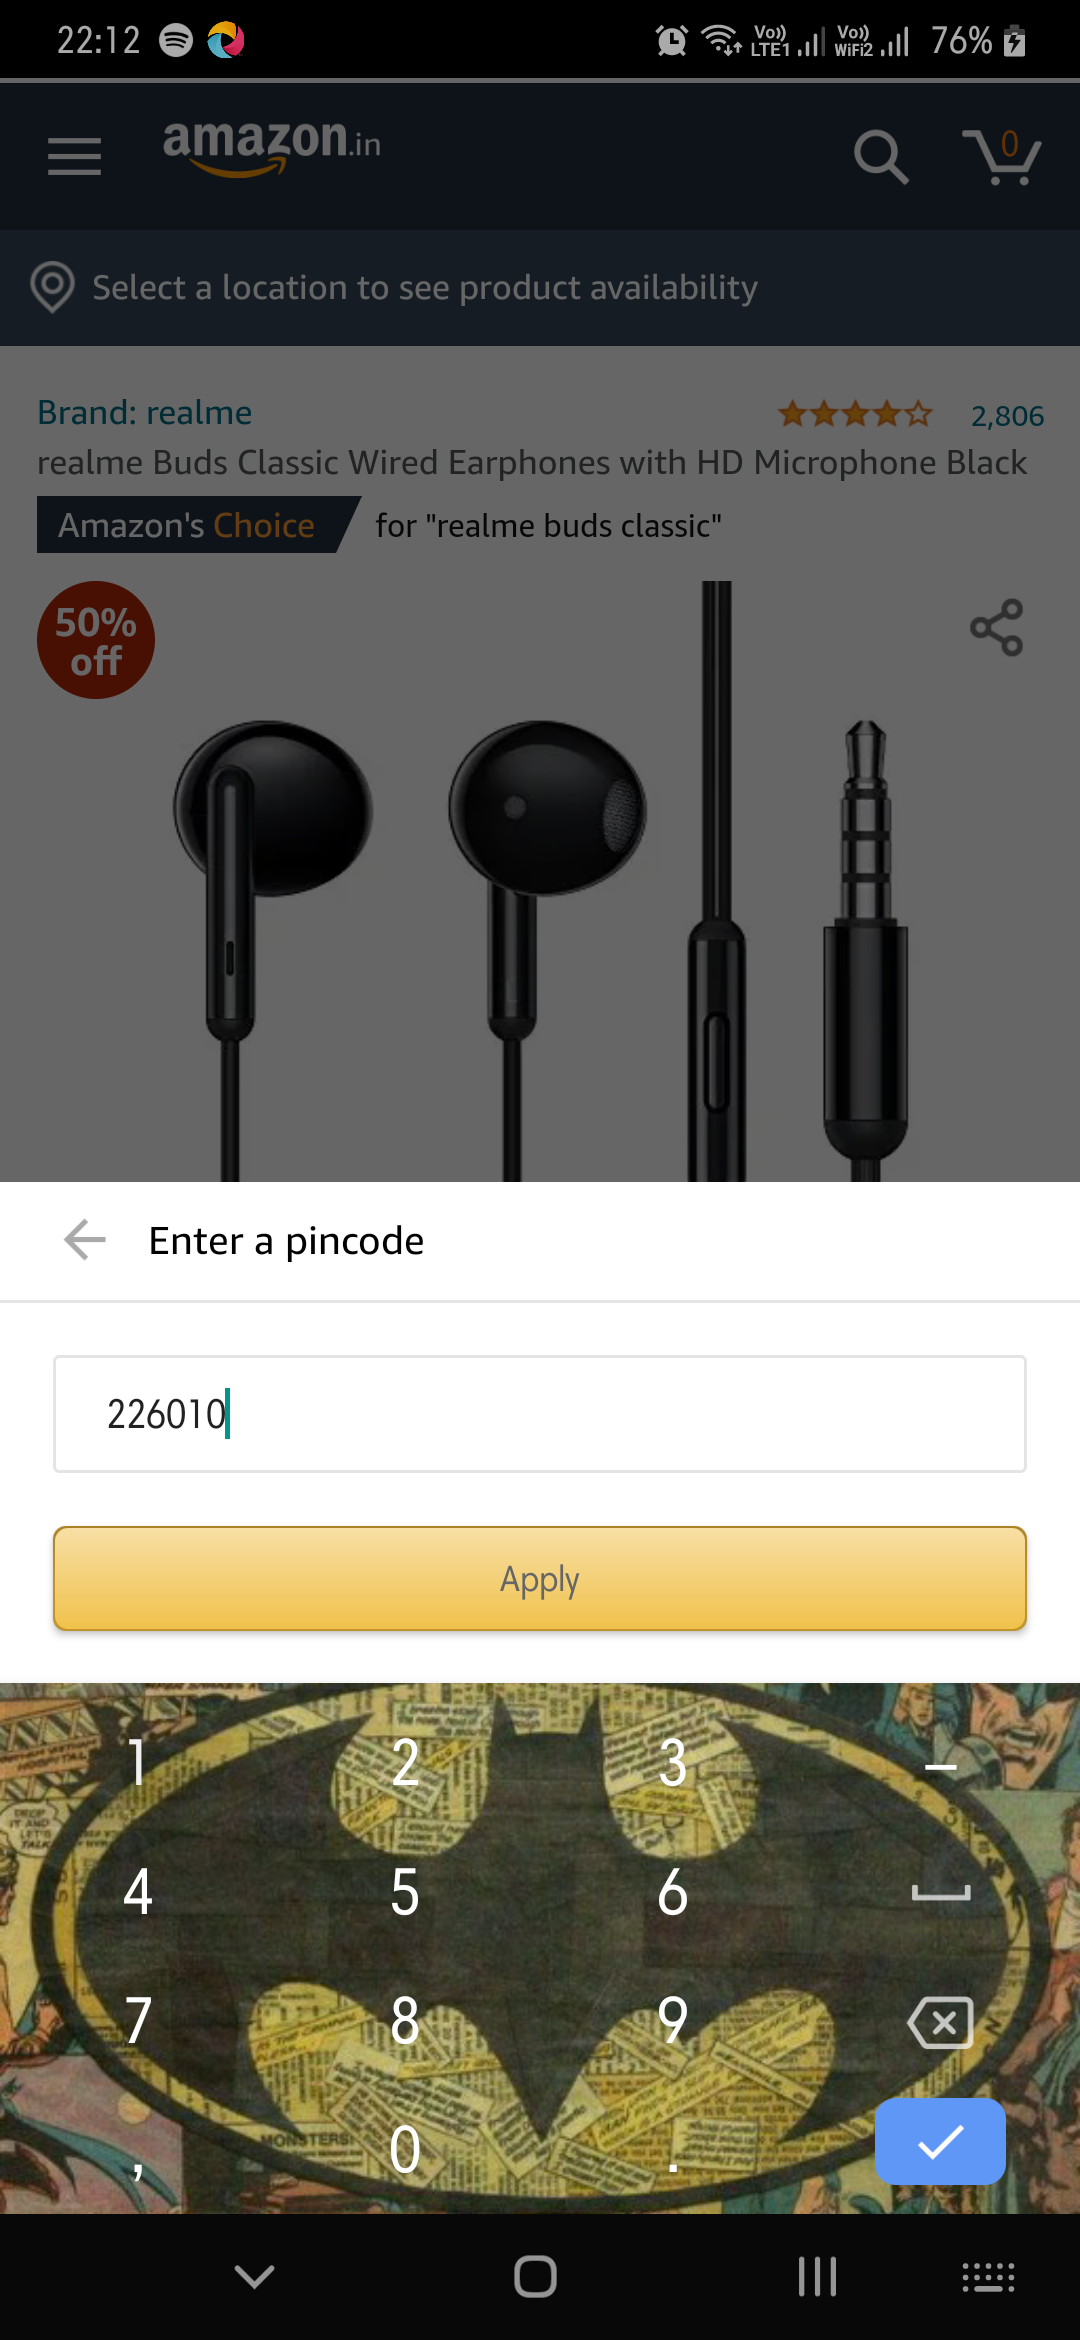 22:12 Vo)) LTE1 Vo)) WiFi2 76%
amazon.in 0
Select a location to see product availability
Brand: realme 2,806
realme Buds Classic Wired Earphones with HD Microphone Black
Amazon's Choice for "realme buds classic"
50%
off
Enter a pincode
226010
Apply
1 2 3 –
4 5 6
7 8 9
, 0 .
MONSTERS!